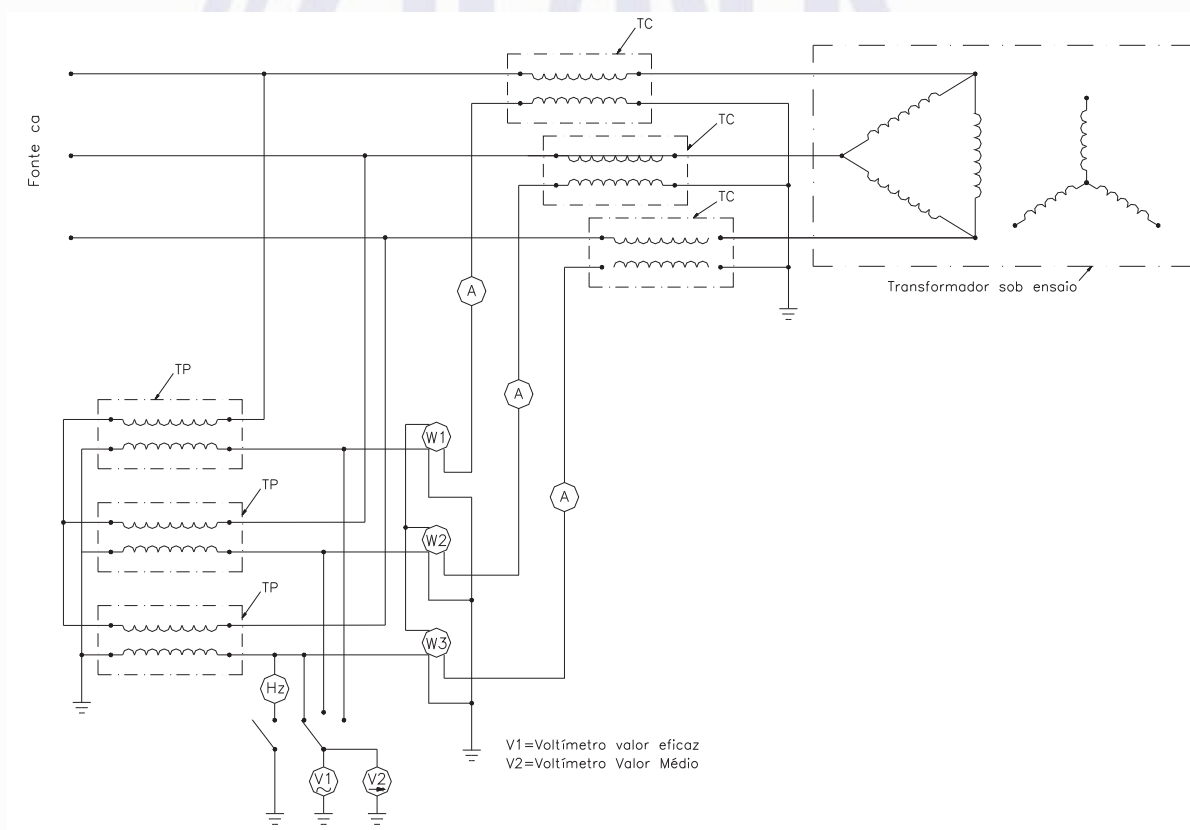 TC
Fonte ca
TC
TC
Transformador sob ensaio
A
TP
A
W1
TP
A
W2
TP
W3
Hz
V1=Voltímetro valor eficaz
V2=Voltímetro Valor Médio
V1
V2